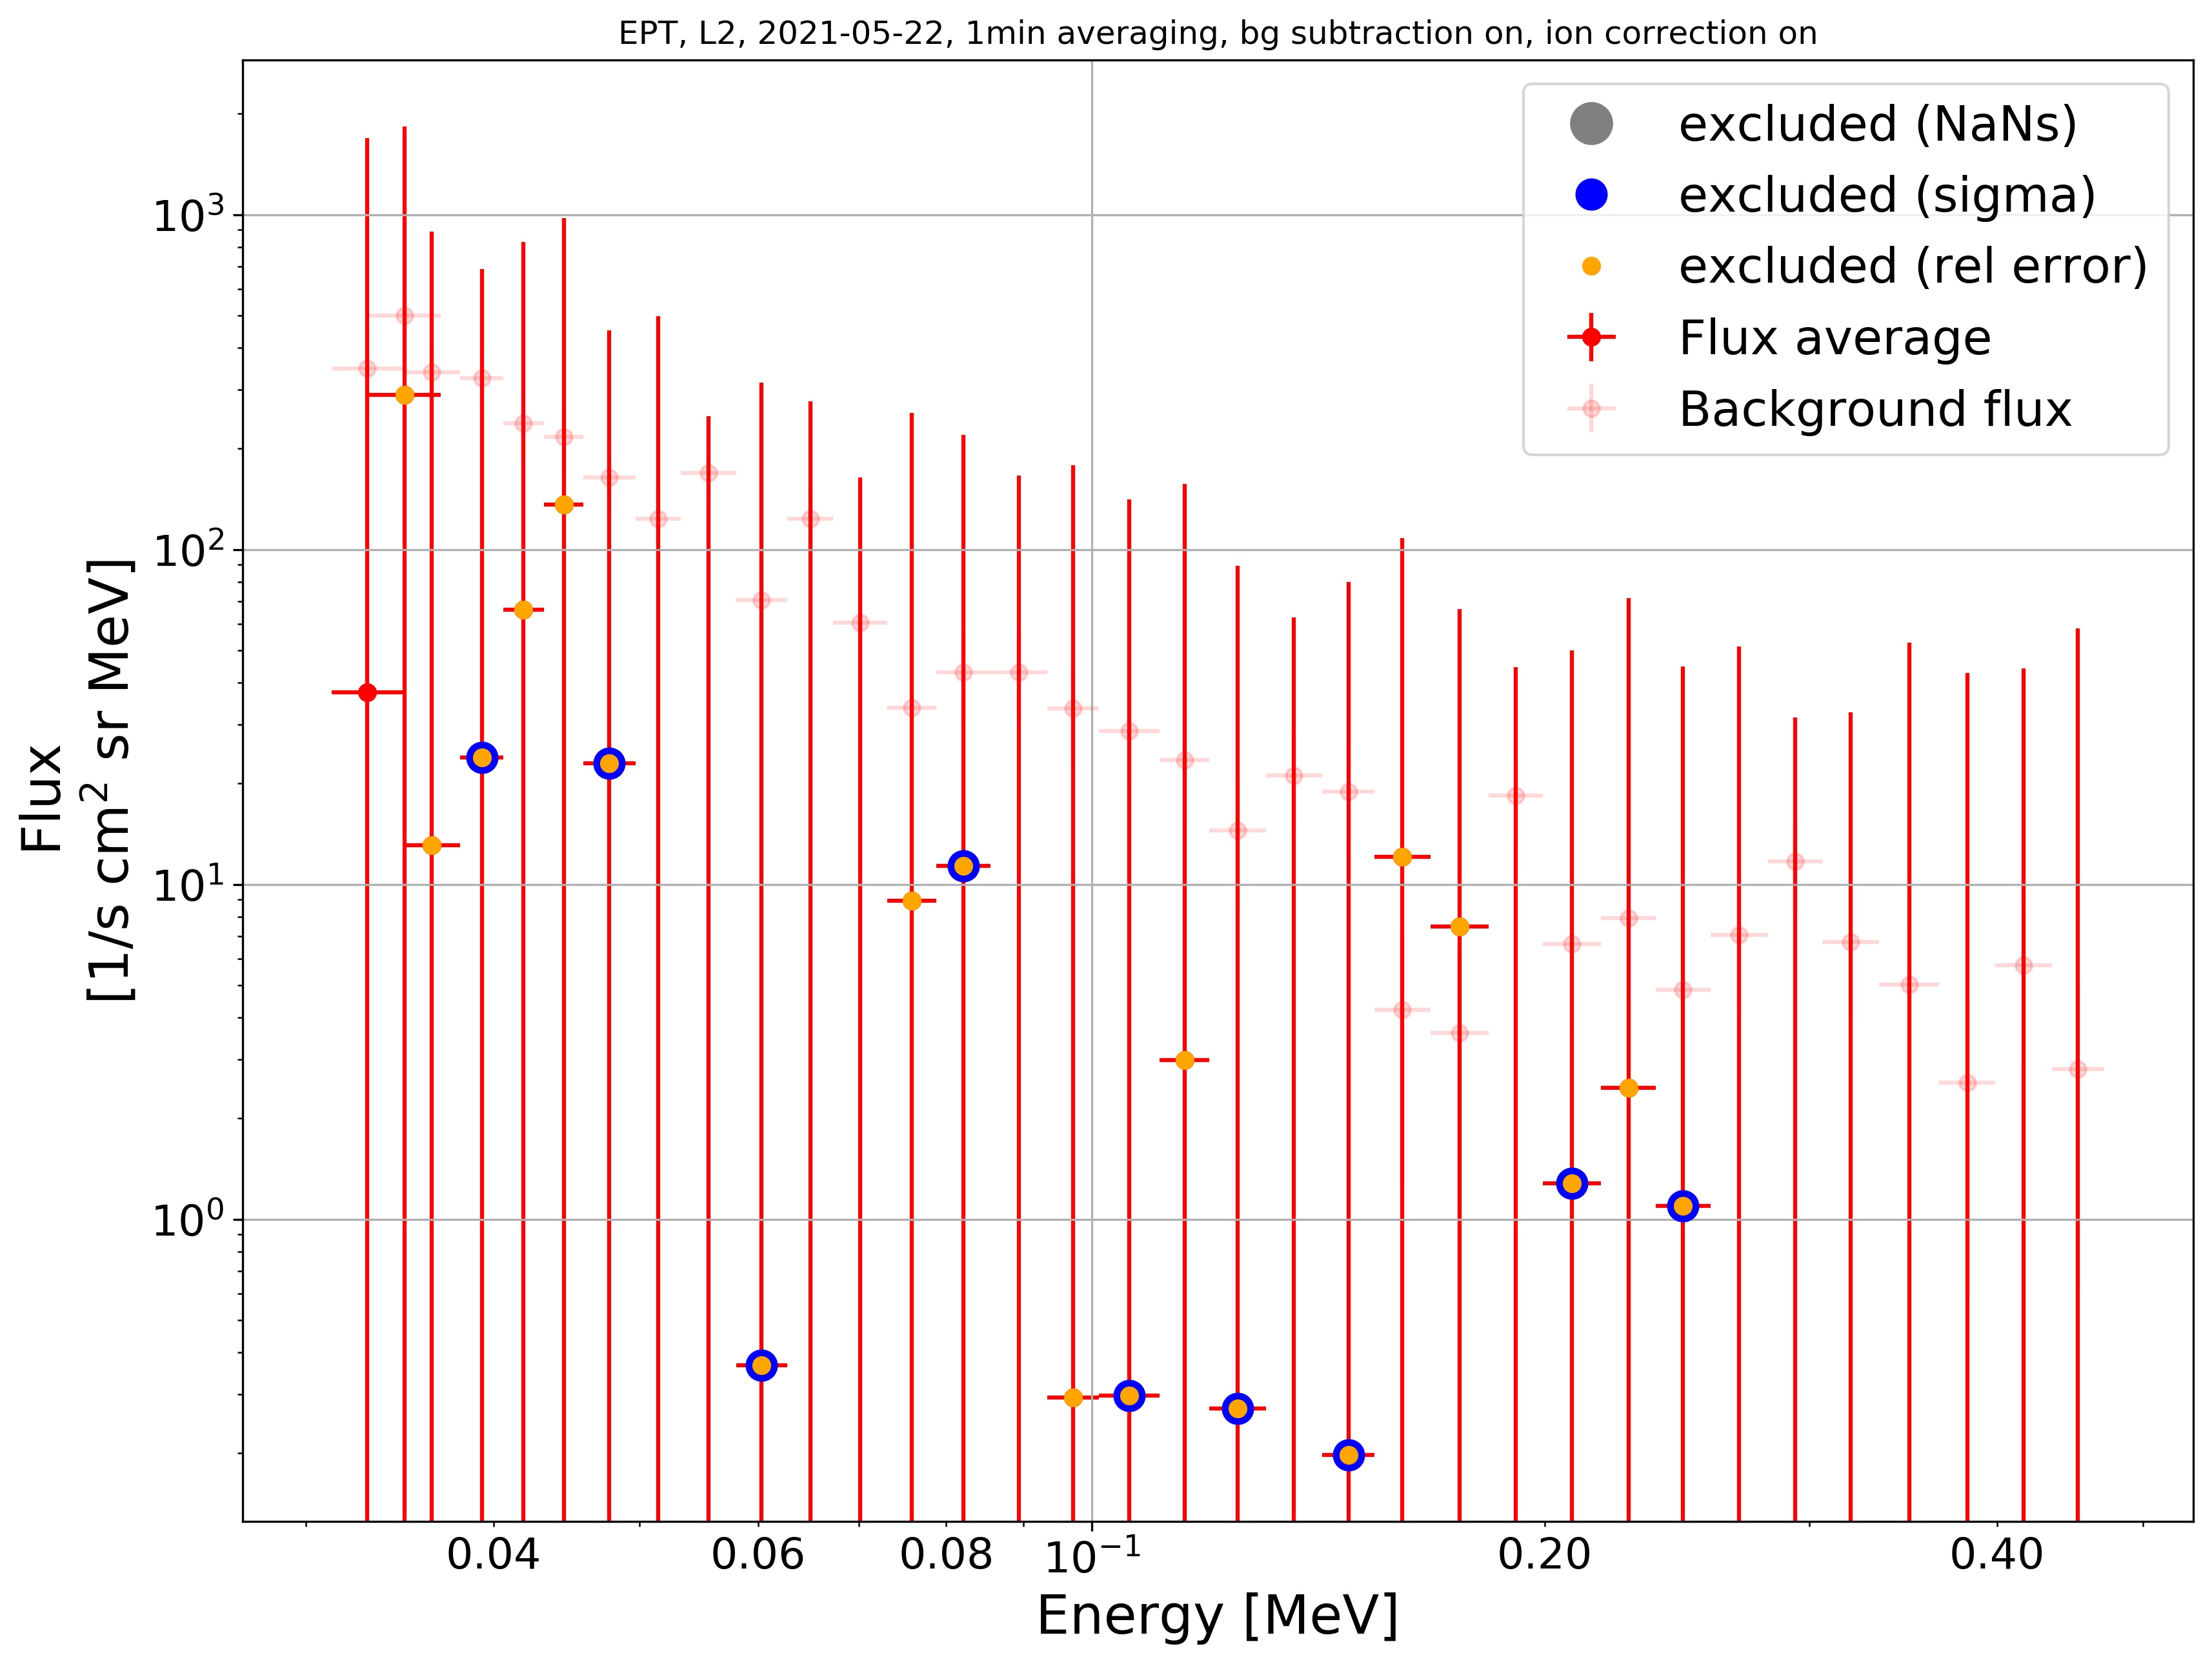 EPT, L2, 2021-05-22, 1min averaging, bg subtraction on, ion correction on
excluded (NaNs)
excluded (sigma)
excluded (rel error)
Flux average
Background flux
10³
10²
10¹
10⁰
Flux
[1/s cm² sr MeV]
0.04 0.06 0.08 10⁻¹ 0.20 0.40
Energy [MeV]